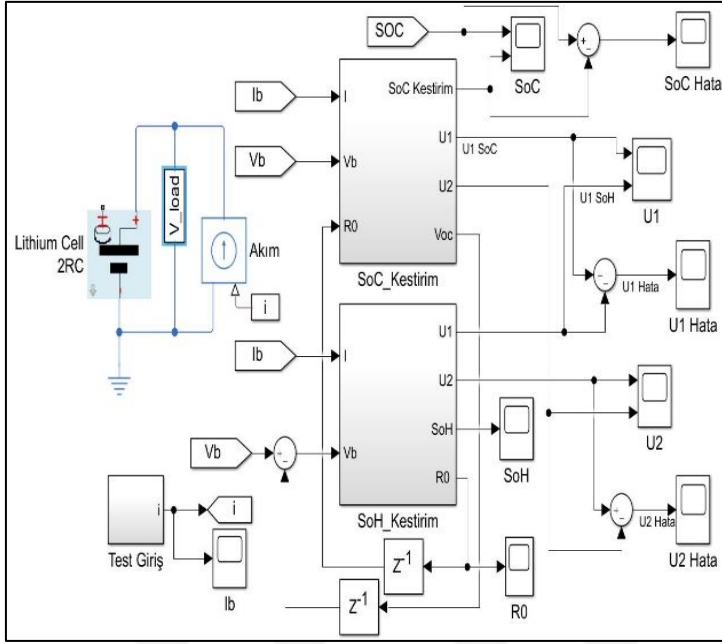 SOC
SoC
SoC Hata
Ib
I
SoC Kestirim
Vb
Vb
U1
U1 SoC
U2
R0
Voc
SoC_Kestirim
U1 SoH
U1
V_load
Lithium Cell
2RC
Akım
i
U1 Hata
U1 Hata
Ib
I
U1
U2
SoH
Vb
Vb
R0
SoH_Kestirim
SoH
U2
U2 Hata
U2 Hata
Test Giriş
i
i
Ib
Z-1
Z-1
R0